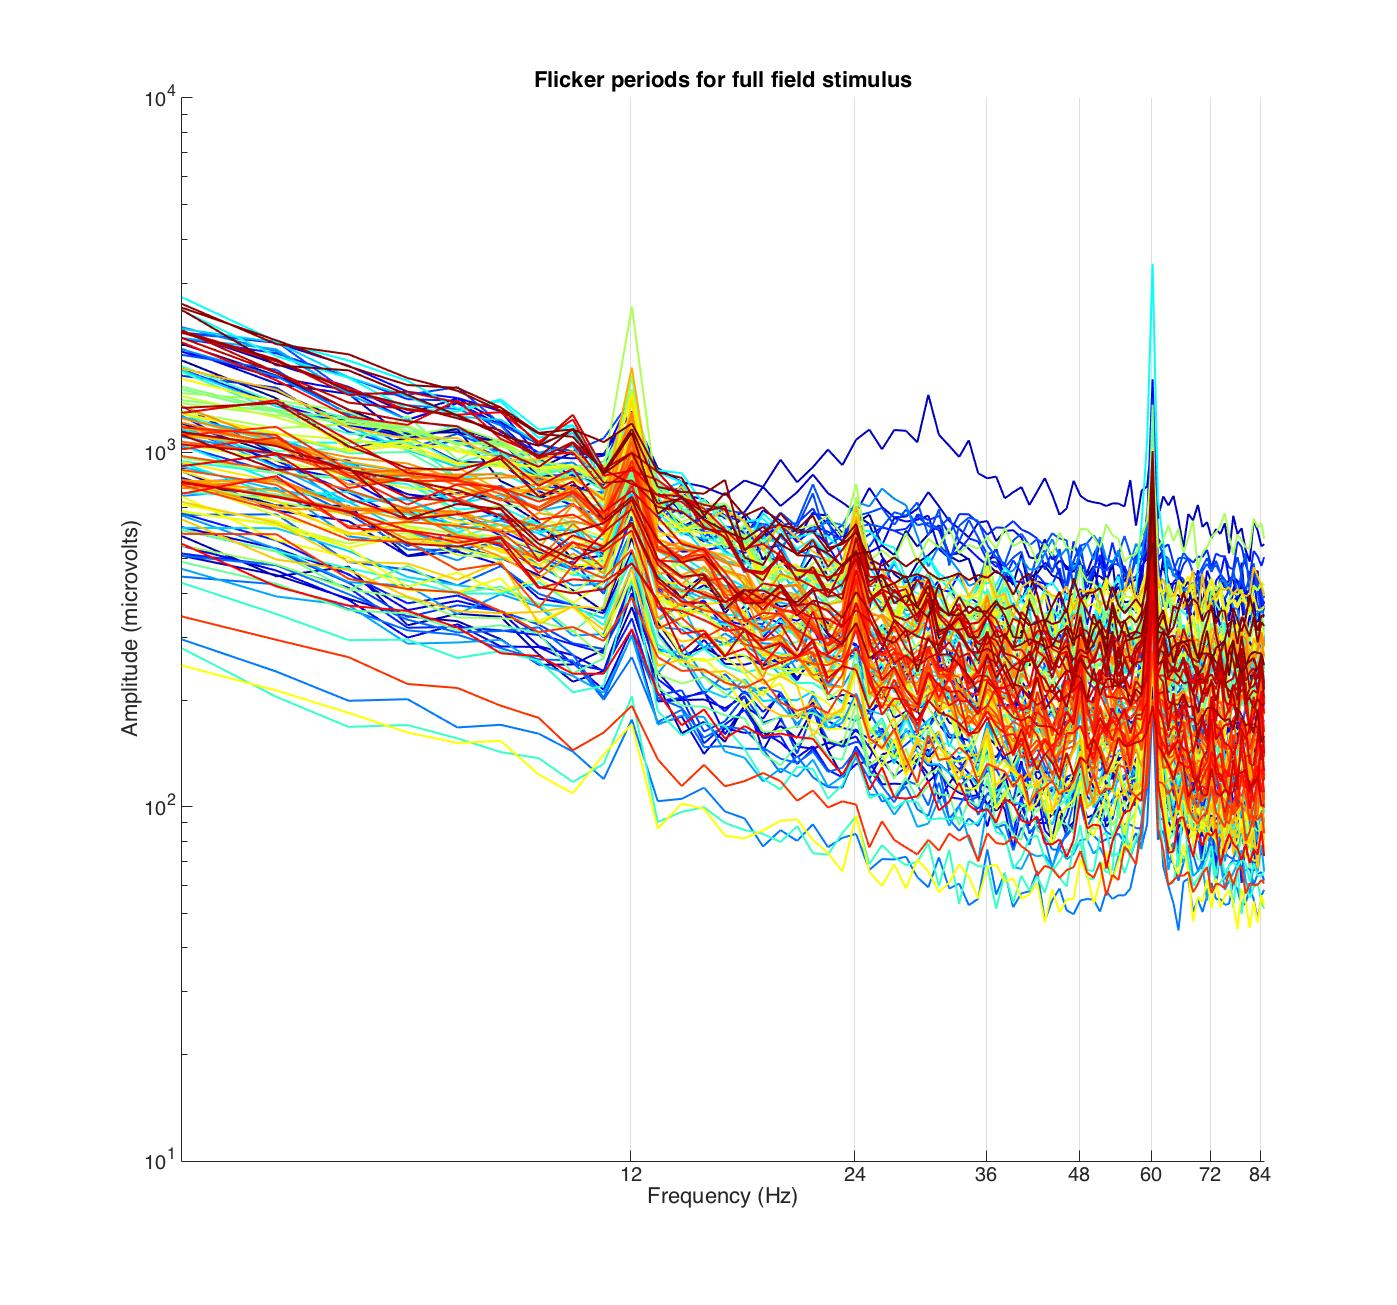 Flicker periods for full field stimulus
10^4
10^3
10^2
10^1
Amplitude (microvolts)
12 24 36 48 60 72 84
Frequency (Hz)